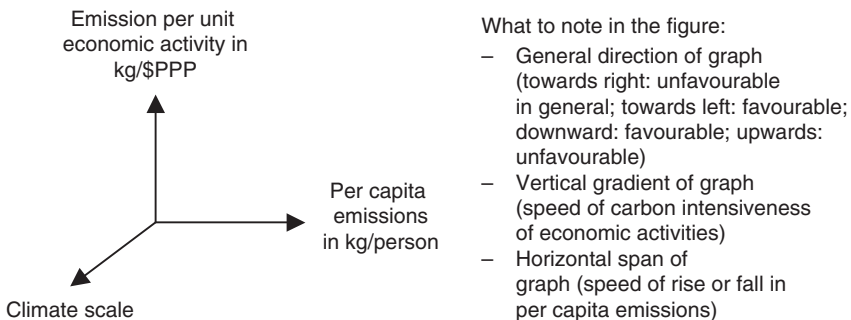 Emission per unit
economic activity in
kg/$PPP
Per capita
emissions
in kg/person
Climate scale
What to note in the figure:
– General direction of graph
(towards right: unfavourable
in general; towards left: favourable;
downward: favourable; upwards:
unfavourable)
– Vertical gradient of graph
(speed of carbon intensiveness
of economic activities)
– Horizontal span of
graph (speed of rise or fall in
per capita emissions)